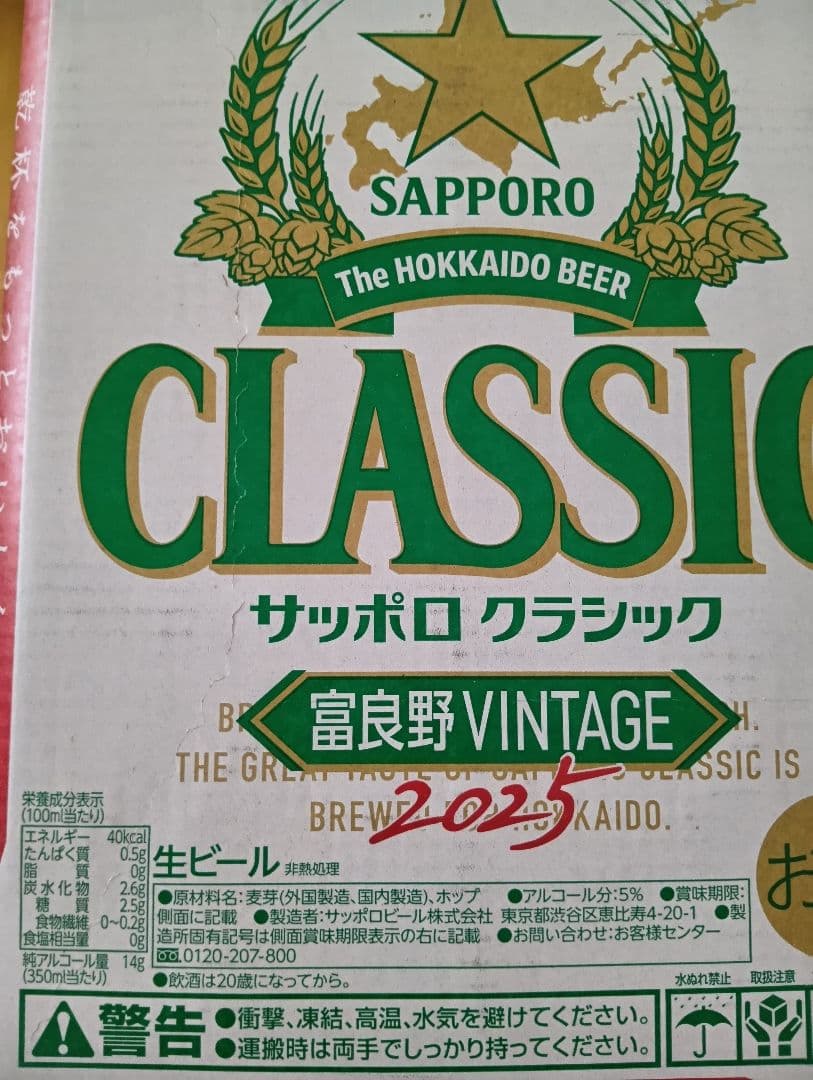 乾杯をもっとおいしく
SAPPORO
The HOKKAIDO BEER
CLASSIC
サッポロ クラシック
富良野VINTAGE
THE GREAT TASTE OF SAPPORO CLASSIC IS
BREWED FOR HOKKAIDO.
2025
栄養成分表示
(100ml当たり)
エネルギー 40kcal
たんぱく質 0.5g
脂質 0g
炭水化物 2.6g
糖質 2.5g
食物繊維 0~0.2g
食塩相当量 0g
純アルコール量 14g
(350ml当たり)
生ビール 非熱処理
●原材料名:麦芽(外国製造、国内製造)、ホップ ●アルコール分:5% ●賞味期限:
側面に記載 ●製造者:サッポロビール株式会社 東京都渋谷区恵比寿4-20-1 ●製
造所固有記号は側面賞味期限表示の右に記載 ●お問い合わせ:お客様センター
0120-207-800
●飲酒は20歳になってから。
お
警告
●衝撃、凍結、高温、水気を避けてください。
●運搬時は両手でしっかり持ってください。
水ぬれ禁止
取扱注意